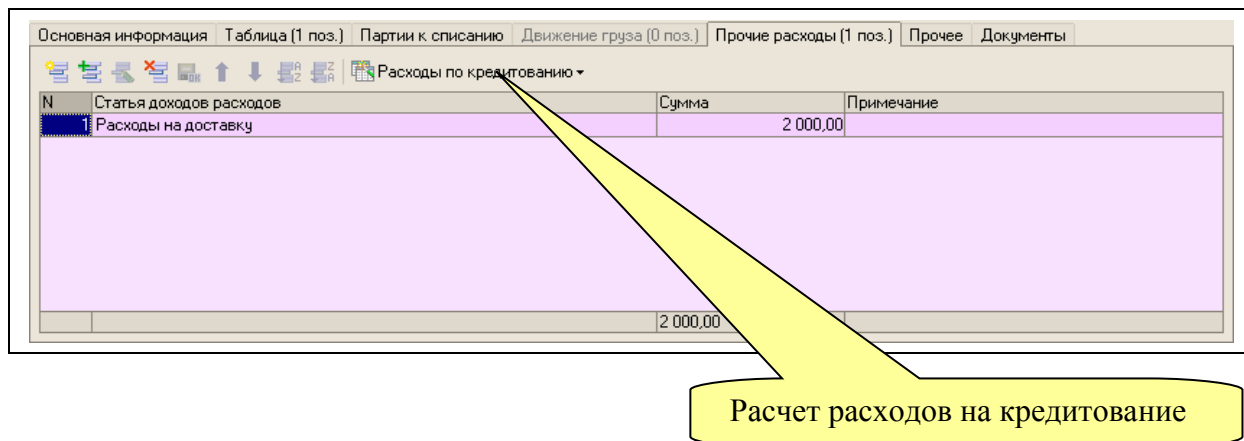 Основная информация Таблица (1 поз.) Партии к списанию Движение груза (0 поз.) Прочие расходы (1 поз.) Прочее Документы
Расходы по кредитованию
N Статья доходов расходов Сумма Примечание
1 Расходы на доставку 2 000,00
2 000,00
Расчет расходов на кредитование